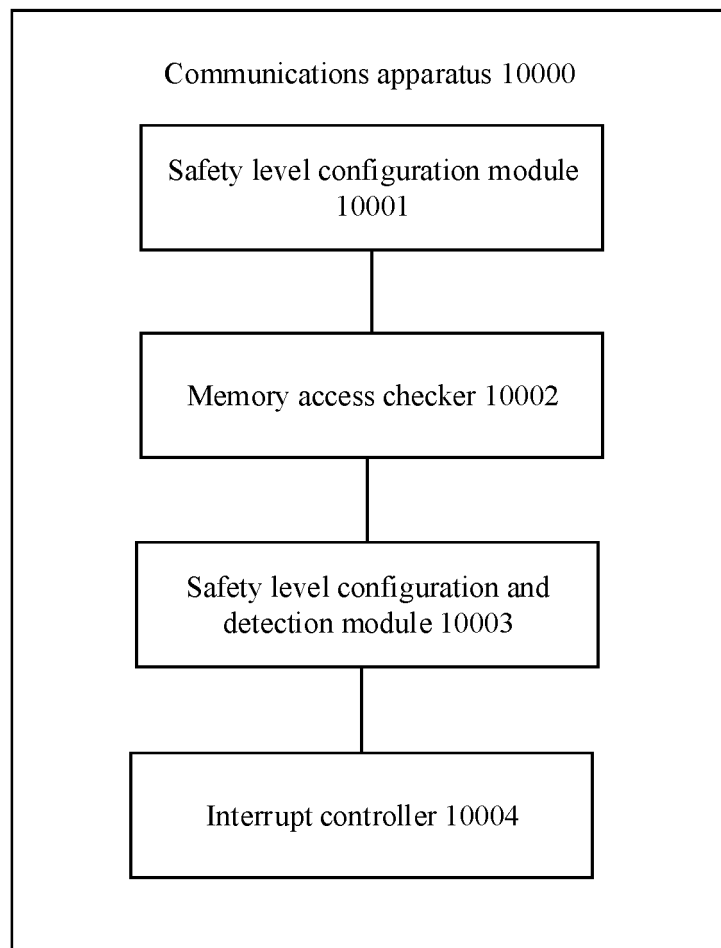 Communications apparatus 10000
Safety level configuration module
10001
Memory access checker 10002
Safety level configuration and
detection module 10003
Interrupt controller 10004